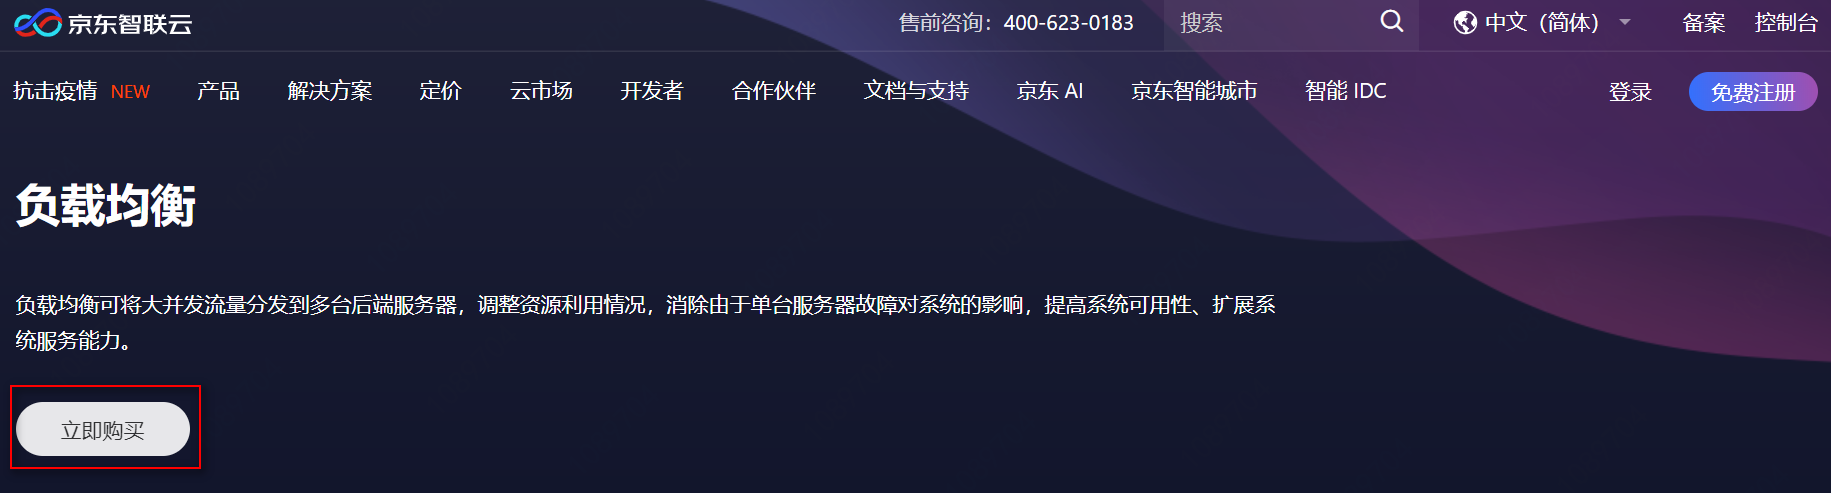 京东智联云 售前咨询：400-623-0183 搜索 中文（简体） 备案 控制台
抗击疫情 NEW 产品 解决方案 定价 云市场 开发者 合作伙伴 文档与支持 京东 AI 京东智能城市 智能 IDC 登录 免费注册
负载均衡
负载均衡可将大并发流量分发到多台后端服务器，调整资源利用情况，消除由于单台服务器故障对系统的影响，提高系统可用性、扩展系
统服务能力。
立即购买